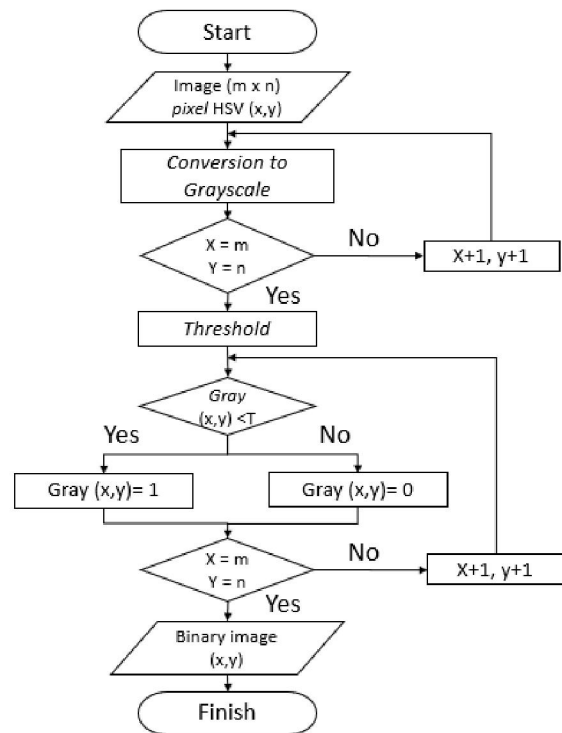 Start
Image (m x n)
pixel HSV (x,y)
Conversion to
Grayscale
X = m
Y = n
No
X+1, y+1
Yes
Threshold
Gray
(x,y) <T
Yes
No
Gray (x,y)= 1
Gray (x,y)= 0
X = m
Y = n
No
X+1, y+1
Yes
Binary image
(x,y)
Finish